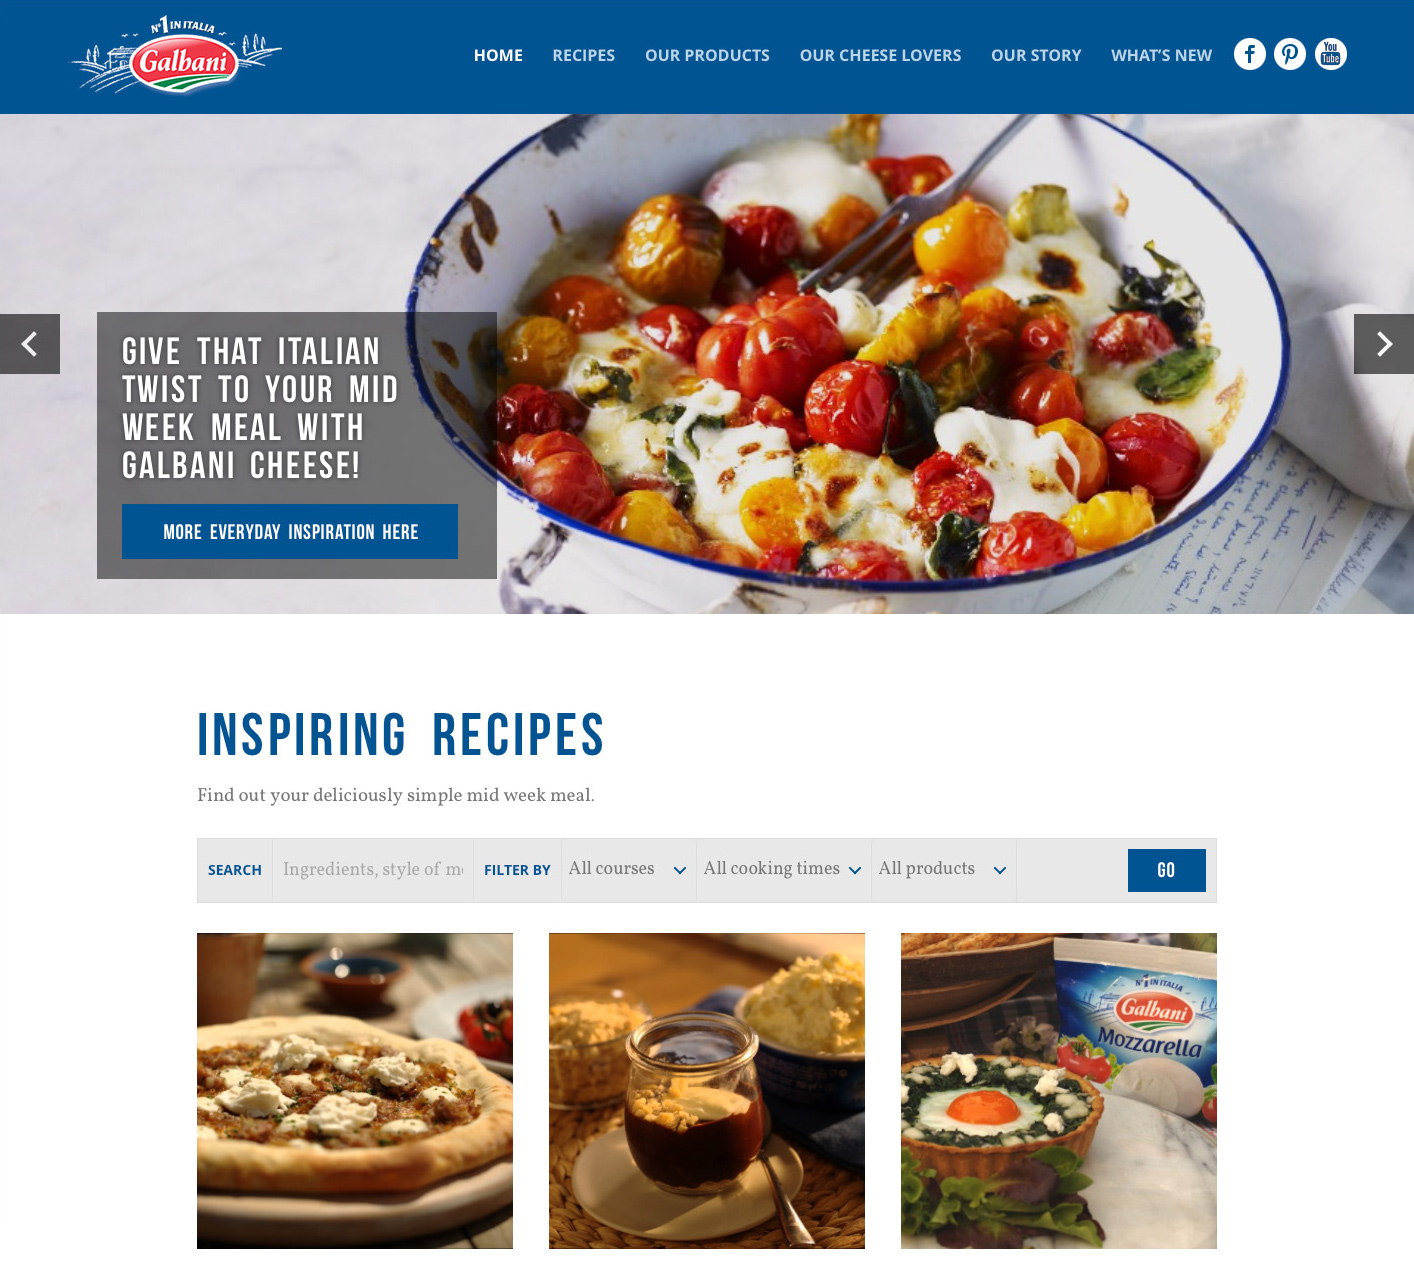 Nº1 IN ITALIA
Galbani
HOME RECIPES OUR PRODUCTS OUR CHEESE LOVERS OUR STORY WHAT'S NEW f You Tube
GIVE THAT ITALIAN
TWIST TO YOUR MID
WEEK MEAL WITH
GALBANI CHEESE!
MORE EVERYDAY INSPIRATION HERE
INSPIRING RECIPES
Find out your deliciously simple mid week meal.
SEARCH Ingredients, style of me FILTER BY All courses All cooking times All products GO
Nº1 IN ITALIA
Galbani
Mozzarella